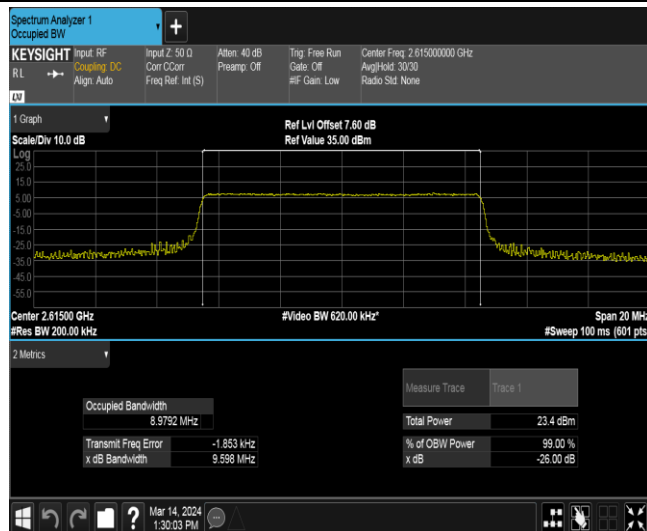 Spectrum Analyzer 1
Occupied BW
KEYSIGHT
RL
Input: RF
Coupling: DC
Align: Auto
Input Z: 50 Ω
Corr CCorr
Freq Ref: Int (S)
Atten: 40 dB
Preamp: Off
Trig: Free Run
Gate: Off
#IF Gain: Low
Center Freq: 2.615000000 GHz
Avg|Hold: 30/30
Radio Std: None
1 Graph
Scale/Div 10.0 dB
Ref Lvl Offset 7.60 dB
Ref Value 35.00 dBm
Log
25.0
15.0
5.00
-5.00
-15.0
-25.0
-35.0
-45.0
-55.0
Center 2.61500 GHz
#Res BW 200.00 kHz
#Video BW 620.00 kHz*
Span 20 MHz
#Sweep 100 ms (601 pts
2 Metrics
Occupied Bandwidth
8.9792 MHz
Transmit Freq Error -1.853 kHz
x dB Bandwidth 9.598 MHz
Measure Trace Trace 1
Total Power 23.4 dBm
% of OBW Power 99.00 %
x dB -26.00 dB
Mar 14, 2024
1:30:03 PM